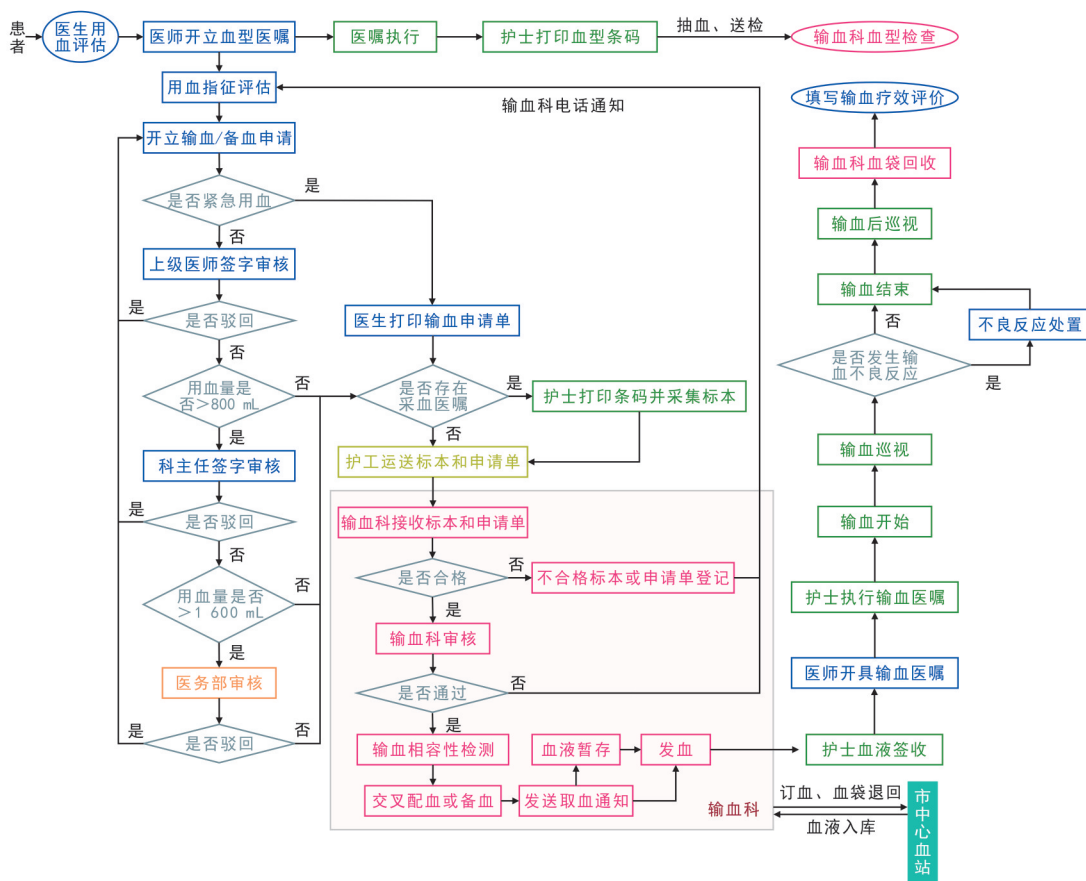 患者
医生用
血评估
医师开立血型医嘱
医嘱执行
护士打印血型条码
抽血、送检
输血科血型检查
用血指征评估
输血科电话通知
开立输血/备血申请
是否紧急用血
是
否
上级医师签字审核
是
是否驳回
否
医生打印输血申请单
用血量是
否＞800 mL
否
是
是否存在
采血医嘱
是
护士打印条码并采集标本
否
科主任签字审核
护工运送标本和申请单
是
是否驳回
否
输血科接收标本和申请单
用血量是否
＞1 600 mL
否
是
是否合格
否
不合格标本或申请单登记
是
输血科审核
医务部审核
是否通过
否
是
是
是否驳回
否
输血相容性检测
血液暂存
发血
交叉配血或备血
发送取血通知
输血科
填写输血疗效评价
输血科血袋回收
输血后巡视
输血结束
不良反应处置
否
是否发生输
血不良反应
是
输血巡视
输血开始
护士执行输血医嘱
医师开具输血医嘱
护士血液签收
订血、血袋退回
血液入库
市中心血站